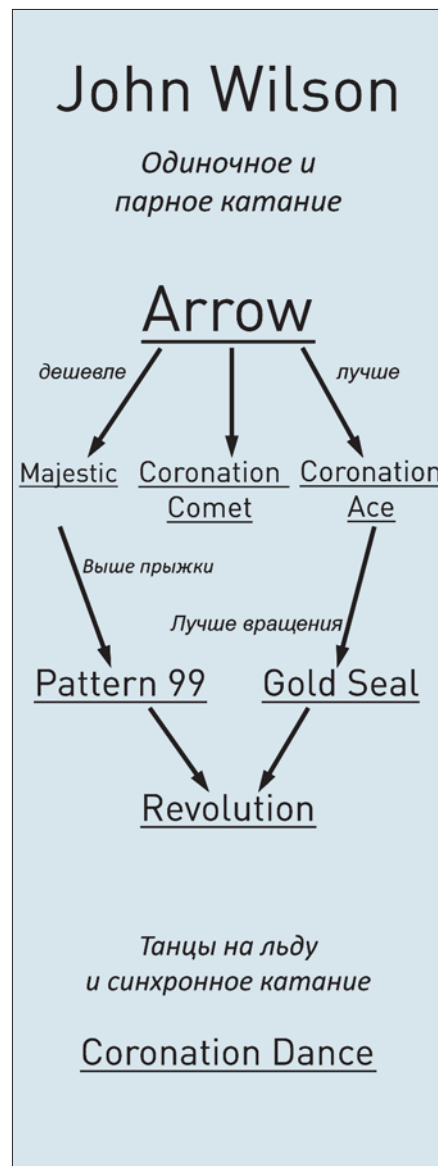 John Wilson
Одиночное и
парное катание
Arrow
дешевле
лучше
Majestic
Coronation
Comet
Coronation
Ace
Выше прыжки
Лучше вращения
Pattern 99
Gold Seal
Revolution
Танцы на льду
и синхронное катание
Coronation Dance